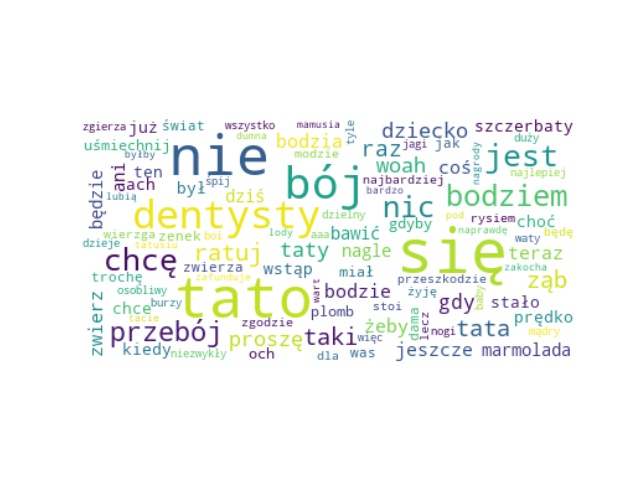 zgierza już świat wszystko mamusia tyle dziecko szczerbaty
uśmiechnij dumna bodzia raz jagi jak duży
byłby nie modzie woah coś nagrody jest
będzie ani ten aach był śpij dziś bój najbardziej bardzo nic najlepiej bodziem
lubią dentysty dzielny gdyby pod rysiem choć
wierzga zenek boi lody aaa bawić się naprawdę waty będę
dzieje tatusiu ratuj taty nagle teraz
chcę zwierza wstąp miał przeszkodzie zakocha ząb
trochę zafunduje
osobliwy tato wart bodzie żyję gdy baby stało
zwierz chce burzy plomb stoi dama prędko
tacie zgodzie żeby lecz nogi tata mądry
przebój proszę taki więc
kiedy niezwykły och dla was jeszcze marmolada